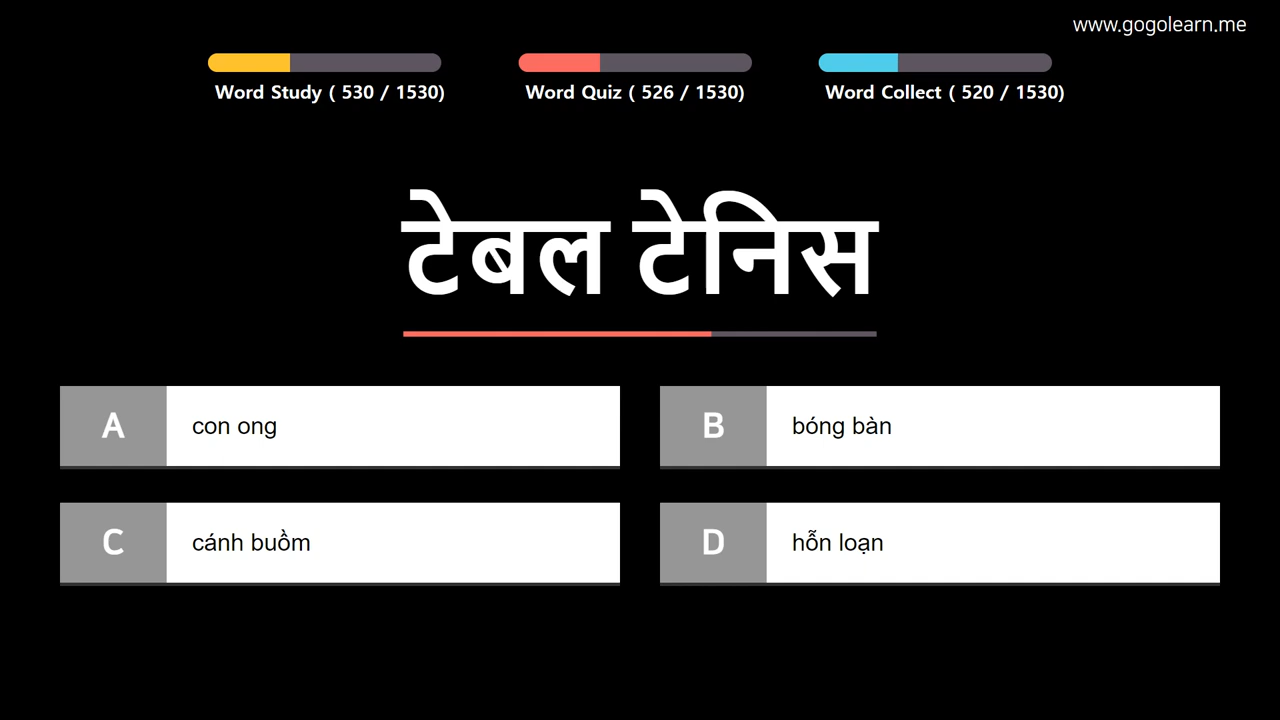 www.gogolearn.me
Word Study ( 530 / 1530)
Word Quiz ( 526 / 1530)
Word Collect ( 520 / 1530)
टेबल टेनिस
A con ong
B bóng bàn
C cánh buồm
D hỗn loạn